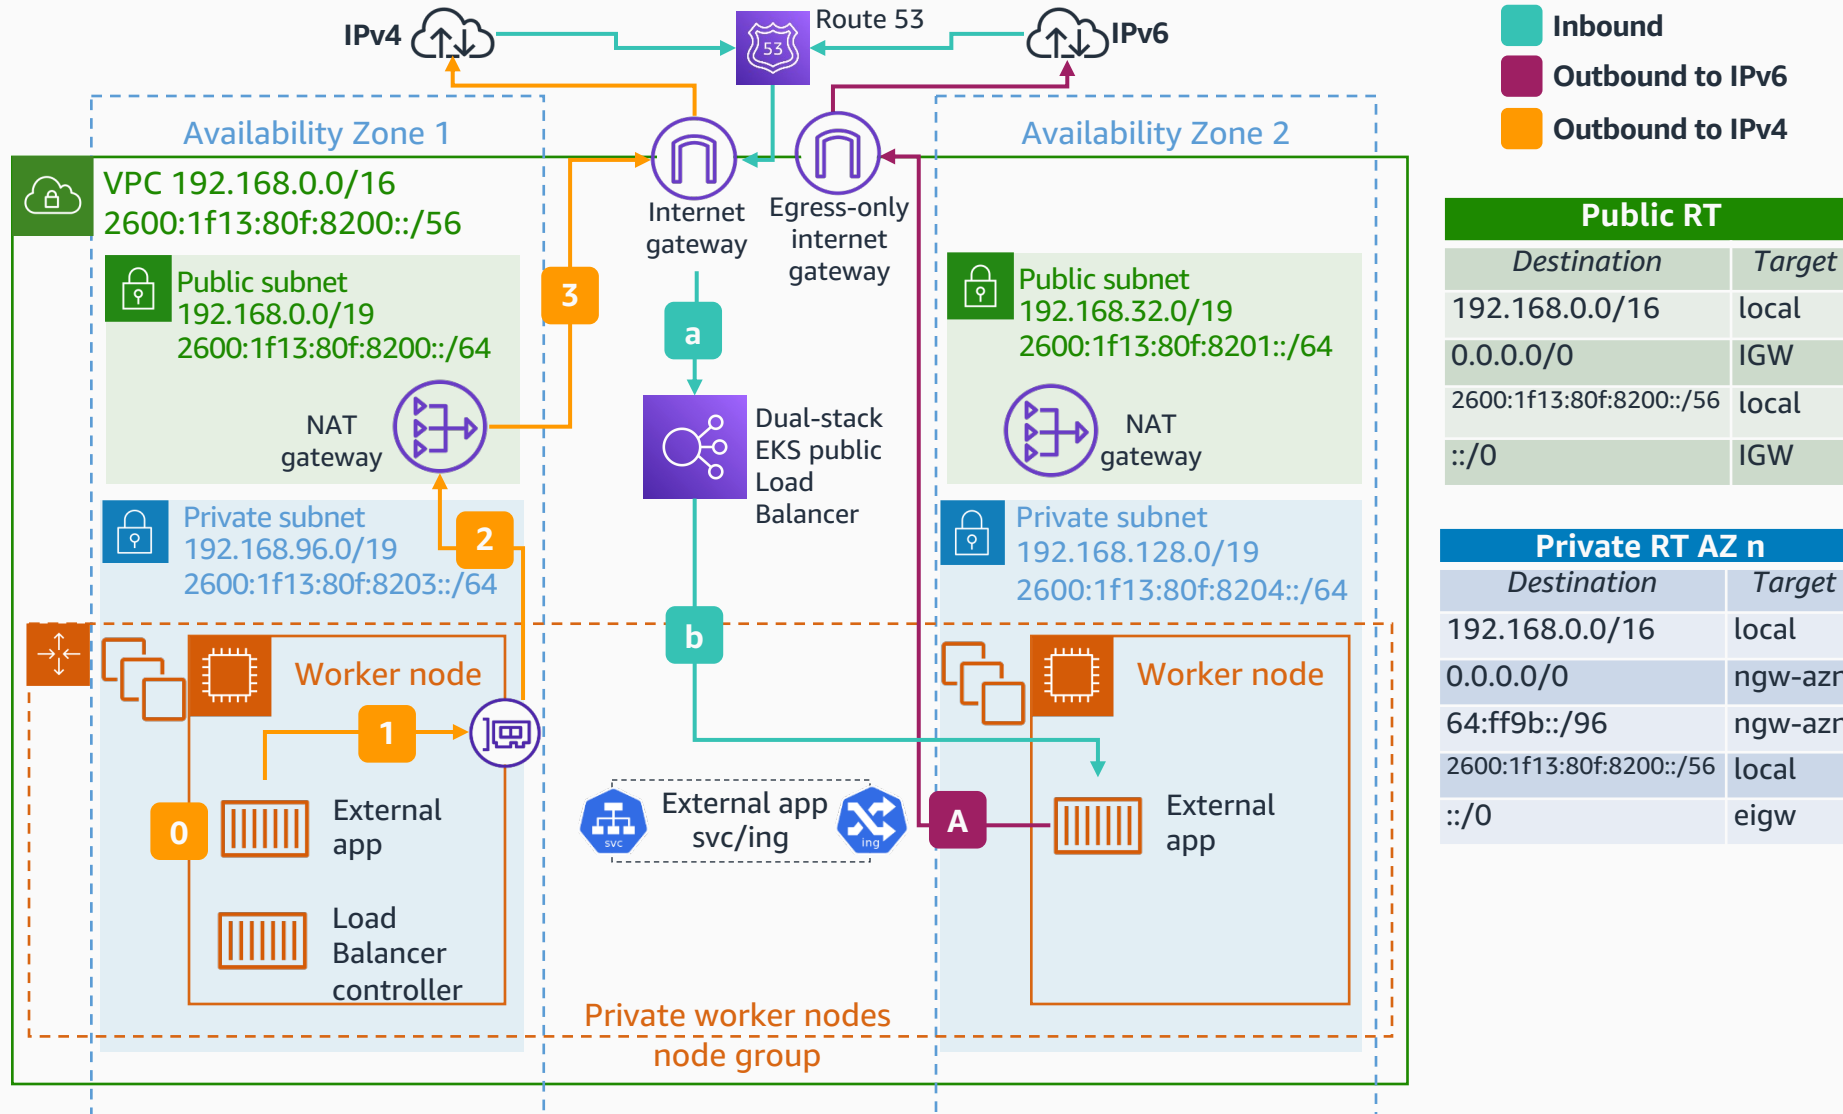 IPv4
Route 53
53
IPv6
Inbound
Outbound to IPv6
Outbound to IPv4
Availability Zone 1
Availability Zone 2
VPC 192.168.0.0/16
2600:1f13:80f:8200::/56
Internet
gateway
Egress-only
internet
gateway
Public subnet
192.168.0.0/19
2600:1f13:80f:8200::/64
3
a
Public subnet
192.168.32.0/19
2600:1f13:80f:8201::/64
NAT
gateway
Dual-stack
EKS public
Load
Balancer
NAT
gateway
Private subnet
192.168.96.0/19
2600:1f13:80f:8203::/64
2
Private subnet
192.168.128.0/19
2600:1f13:80f:8204::/64
b
Worker node
Worker node
1
0
External
app
External app
svc/ing
svc
ing
A
External
app
Load
Balancer
controller
Private worker nodes
node group
Public RT
Destination Target
192.168.0.0/16 local
0.0.0.0/0 IGW
2600:1f13:80f:8200::/56 local
::/0 IGW
Private RT AZ n
Destination Target
192.168.0.0/16 local
0.0.0.0/0 ngw-azn
64:ff9b::/96 ngw-azn
2600:1f13:80f:8200::/56 local
::/0 eigw